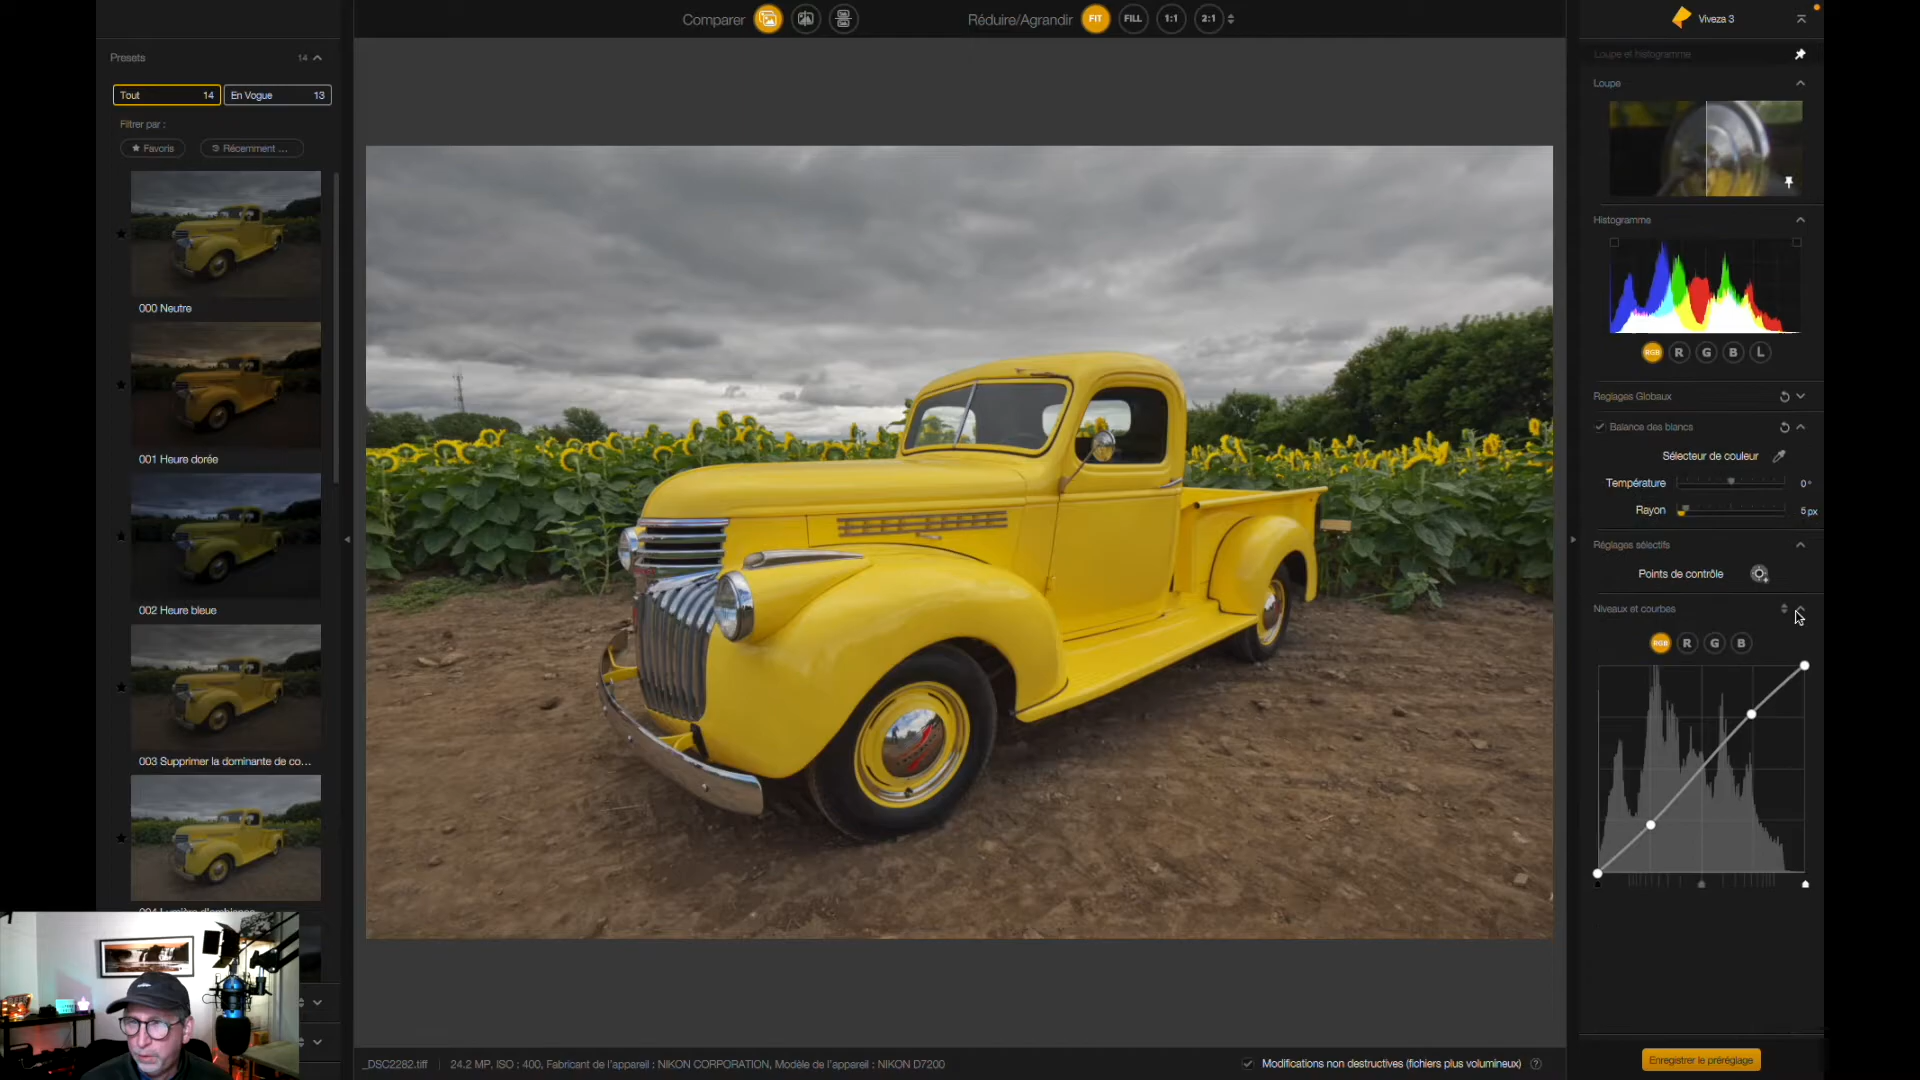 Comparer
Réduire/Agrandir
FIT
FILL
1:1
2:1
Viveza 3
Presets
14
Tout
14
En Vogue
13
Filtrer par :
Favoris
Récemment ...
000 Neutre
001 Heure dorée
002 Heure bleue
003 Supprimer la dominante de co...
Loupe et histogramme
Loupe
Histogramme
RGB
R
G
B
L
Reglages Globaux
Balance des blancs
Sélecteur de couleur
Température
0°
Rayon
5 px
Réglages sélectifs
Points de contrôle
Niveaux et courbes
RGB
R
G
B
_DSC2282.tiff
24.2 MP, ISO : 400, Fabricant de l'appareil : NIKON CORPORATION, Modèle de l'appareil : NIKON D7200
Modifications non destructives (fichiers plus volumineux)
?
Enregistrer le préréglage